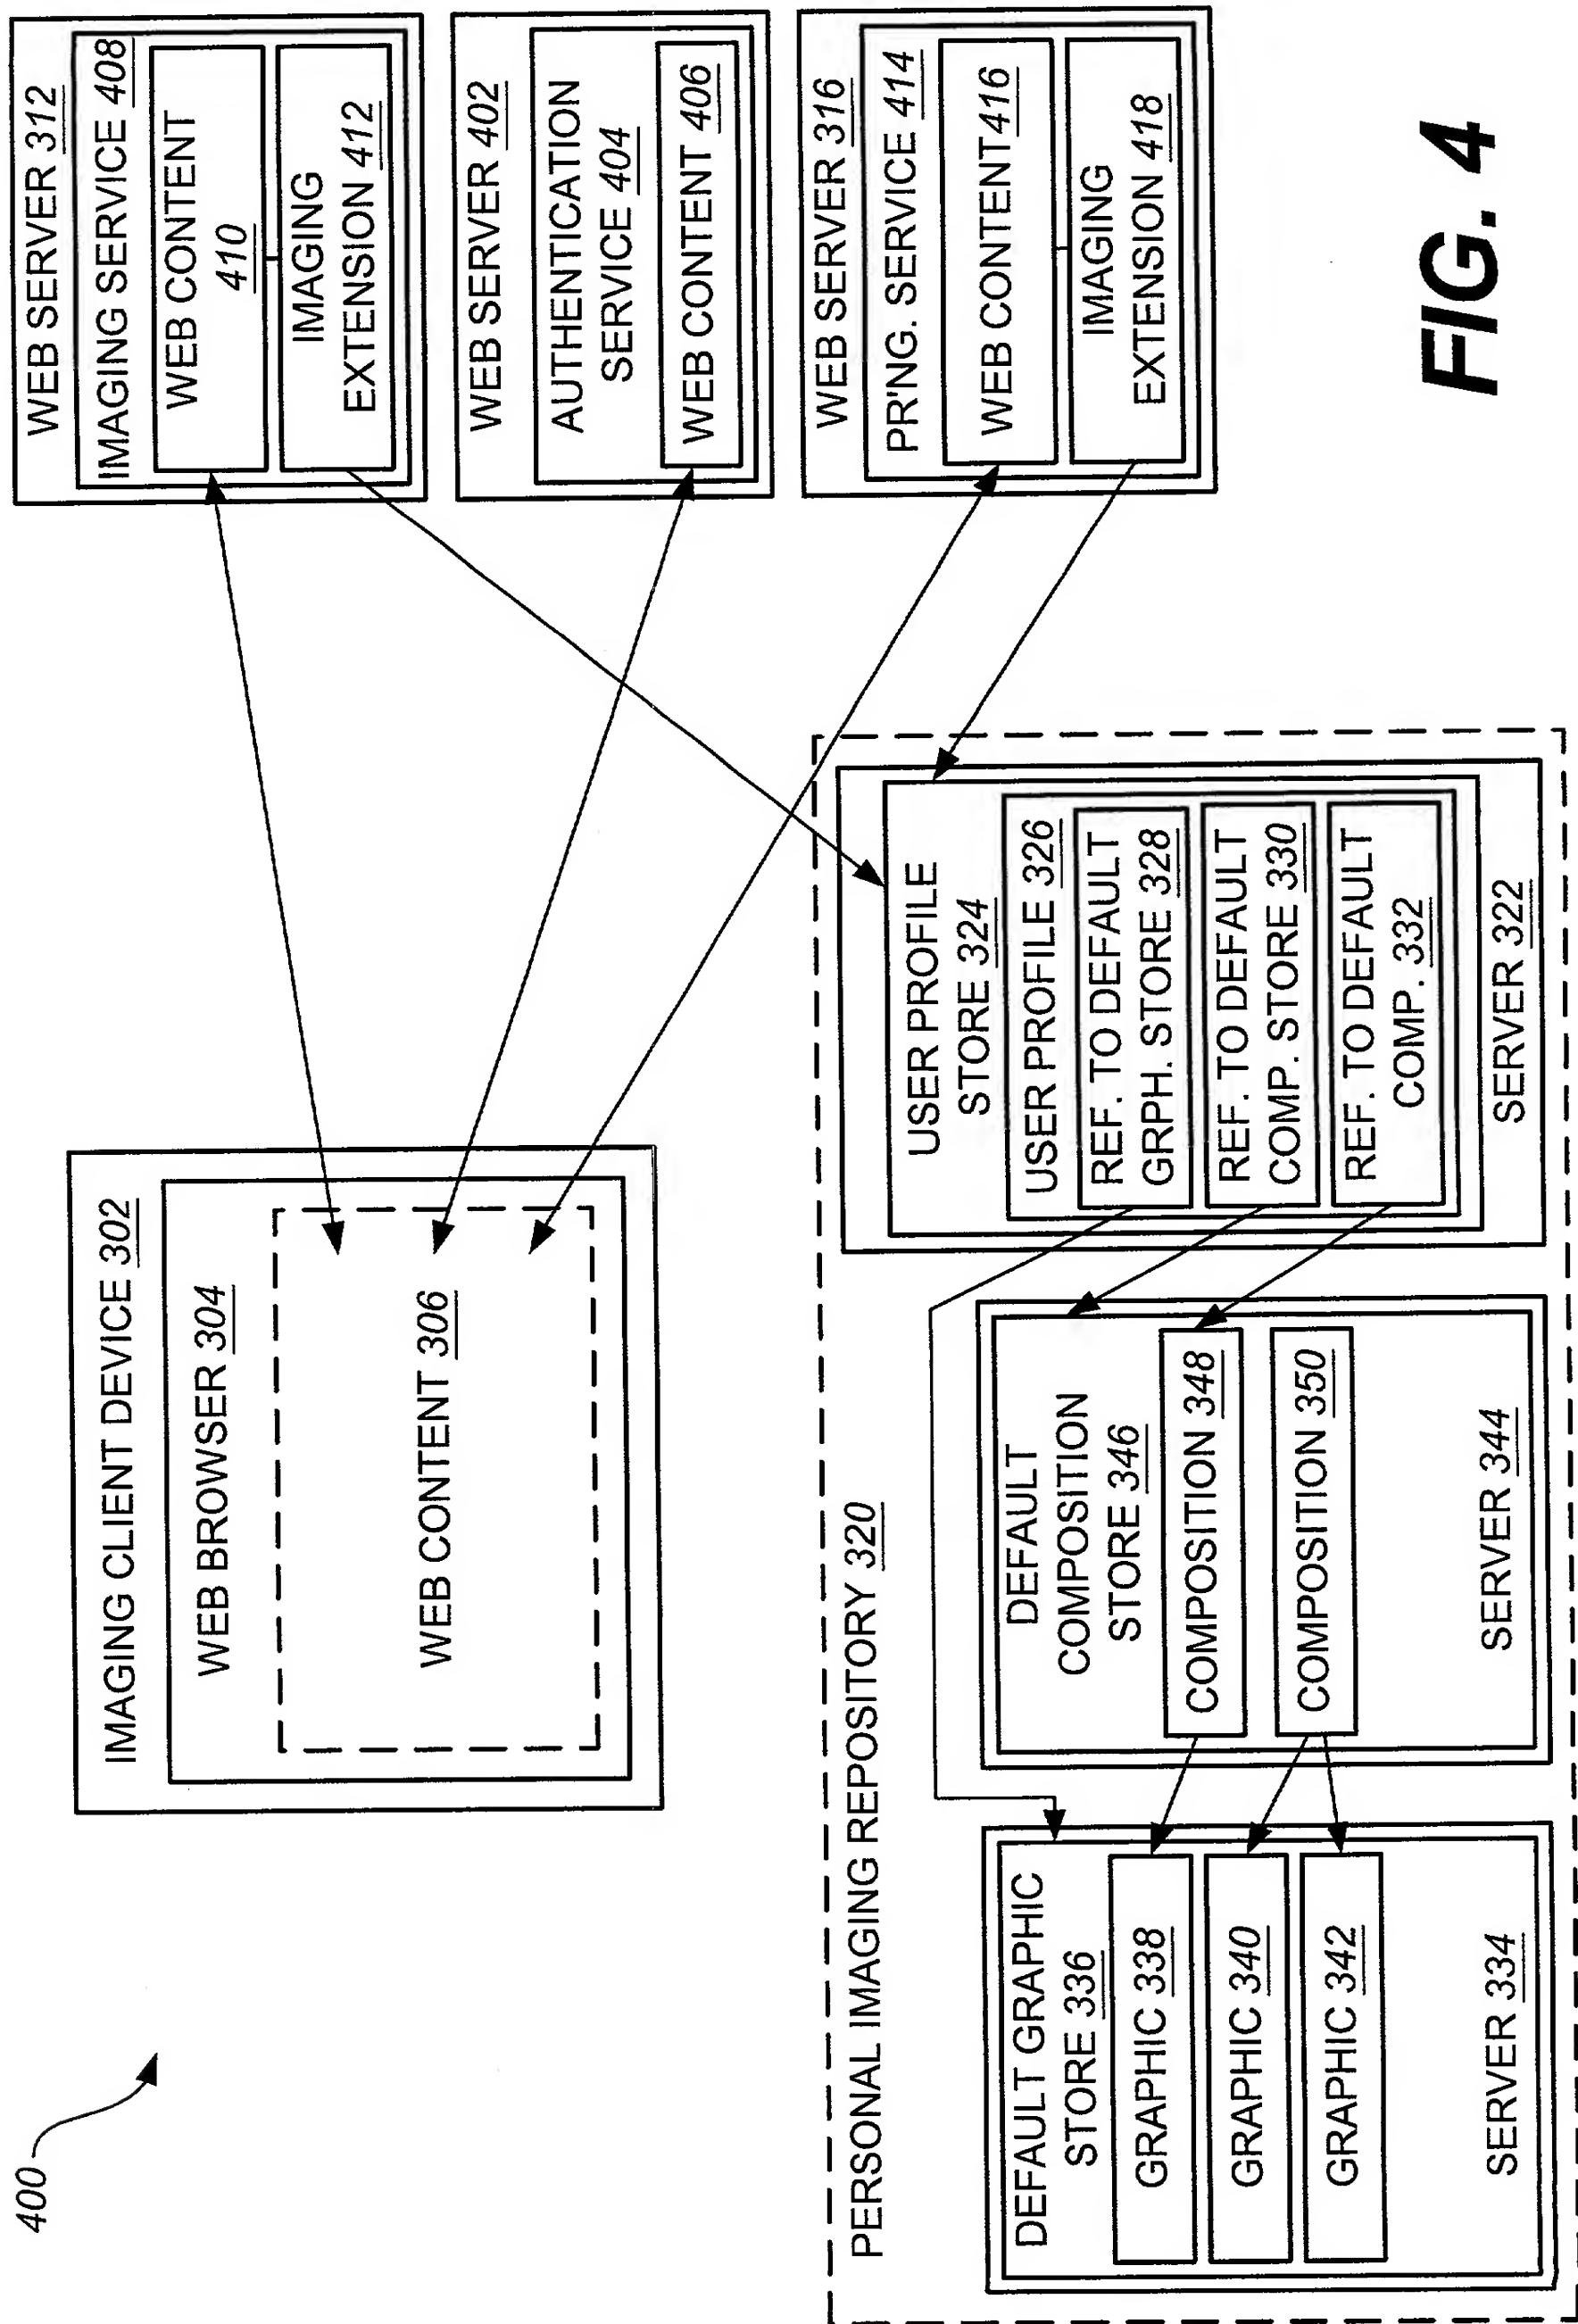 400
IMAGING CLIENT DEVICE 302
WEB BROWSER 304
WEB CONTENT 306
WEB SERVER 312
IMAGING SERVICE 408
WEB CONTENT
410
IMAGING
EXTENSION 412
WEB SERVER 402
AUTHENTICATION
SERVICE 404
WEB CONTENT 406
WEB SERVER 316
PR'NG. SERVICE 414
WEB CONTENT 416
IMAGING
EXTENSION 418
PERSONAL IMAGING REPOSITORY 320
DEFAULT GRAPHIC
STORE 336
GRAPHIC 338
GRAPHIC 340
GRAPHIC 342
SERVER 334
DEFAULT
COMPOSITION
STORE 346
COMPOSITION 348
COMPOSITION 350
SERVER 344
USER PROFILE
STORE 324
USER PROFILE 326
REF. TO DEFAULT
GRPH. STORE 328
REF. TO DEFAULT
COMP. STORE 330
REF. TO DEFAULT
COMP. 332
SERVER 322
FIG. 4